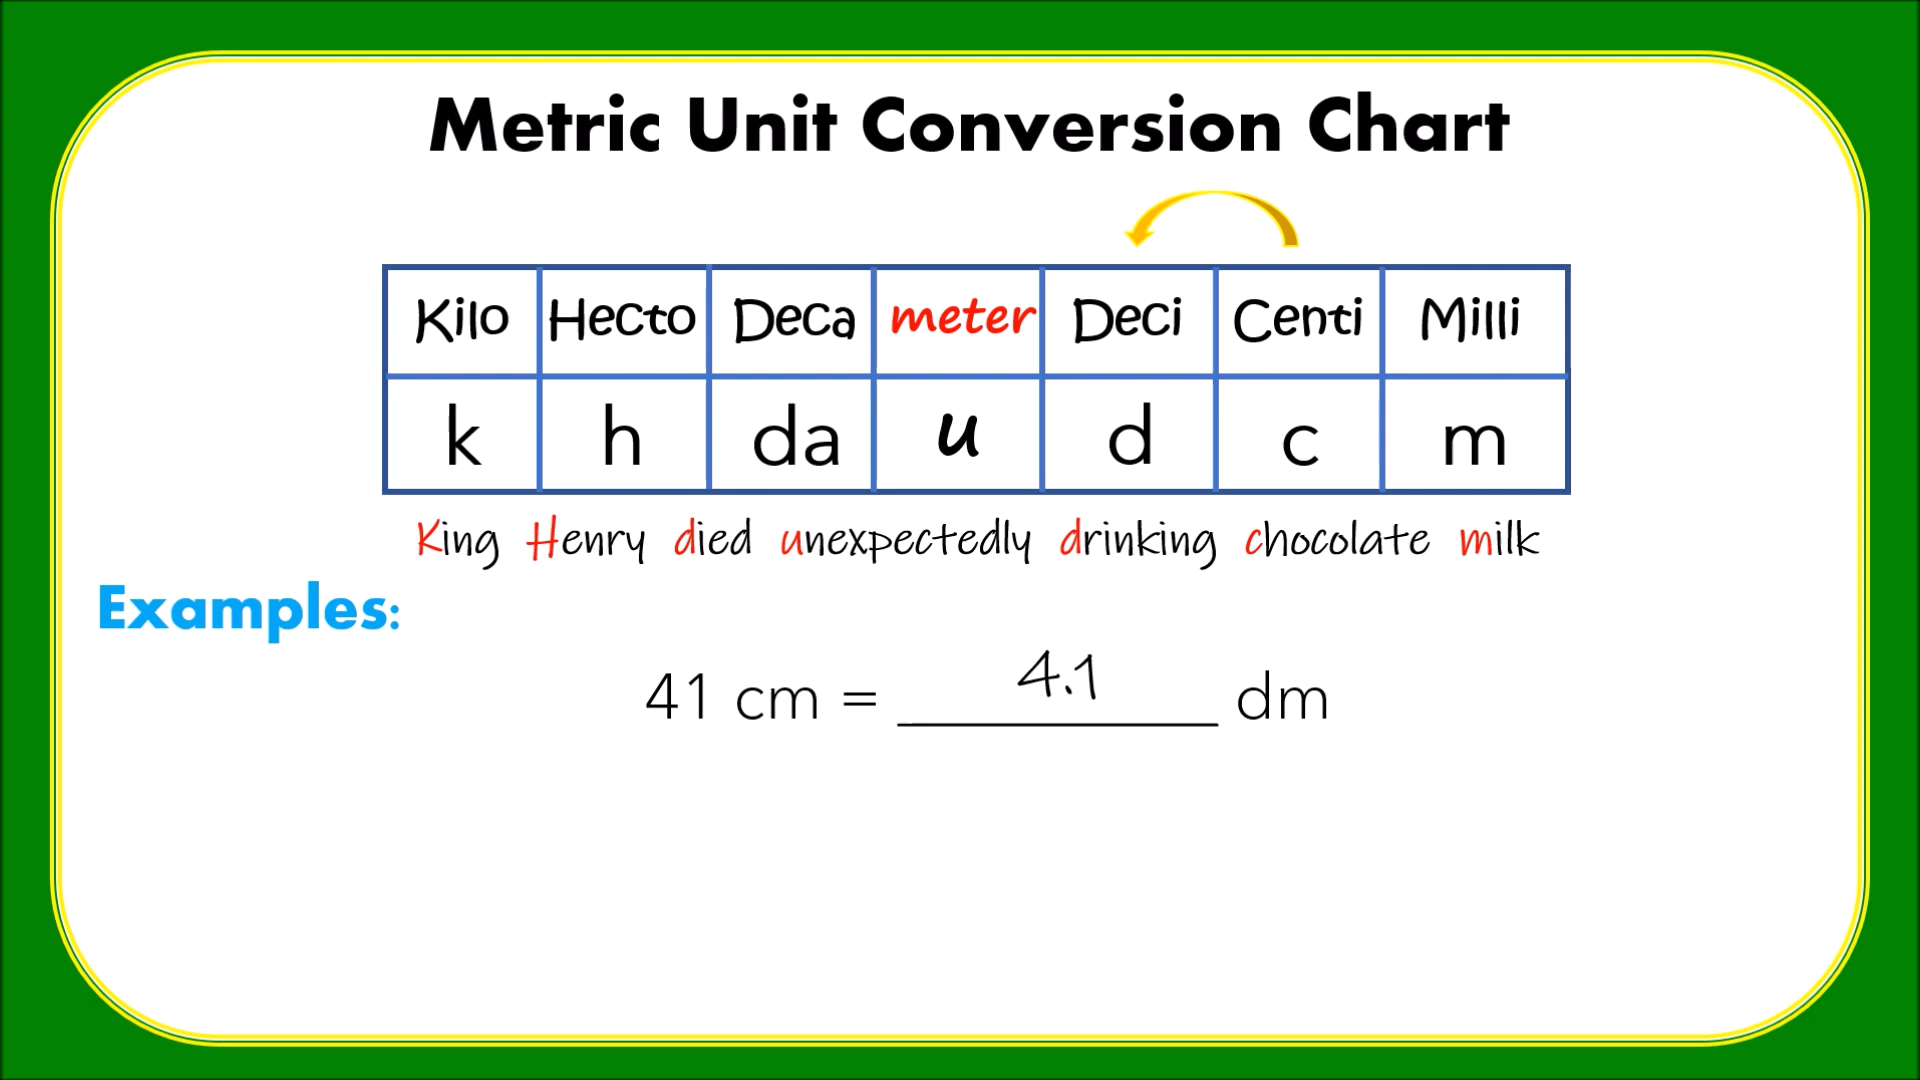 Metric Unit Conversion Chart
Kilo Hecto Deca meter Deci Centi Milli
k h da u d c m
King Henry died unexpectedly drinking chocolate milk
Examples:
41 cm = 4.1 dm